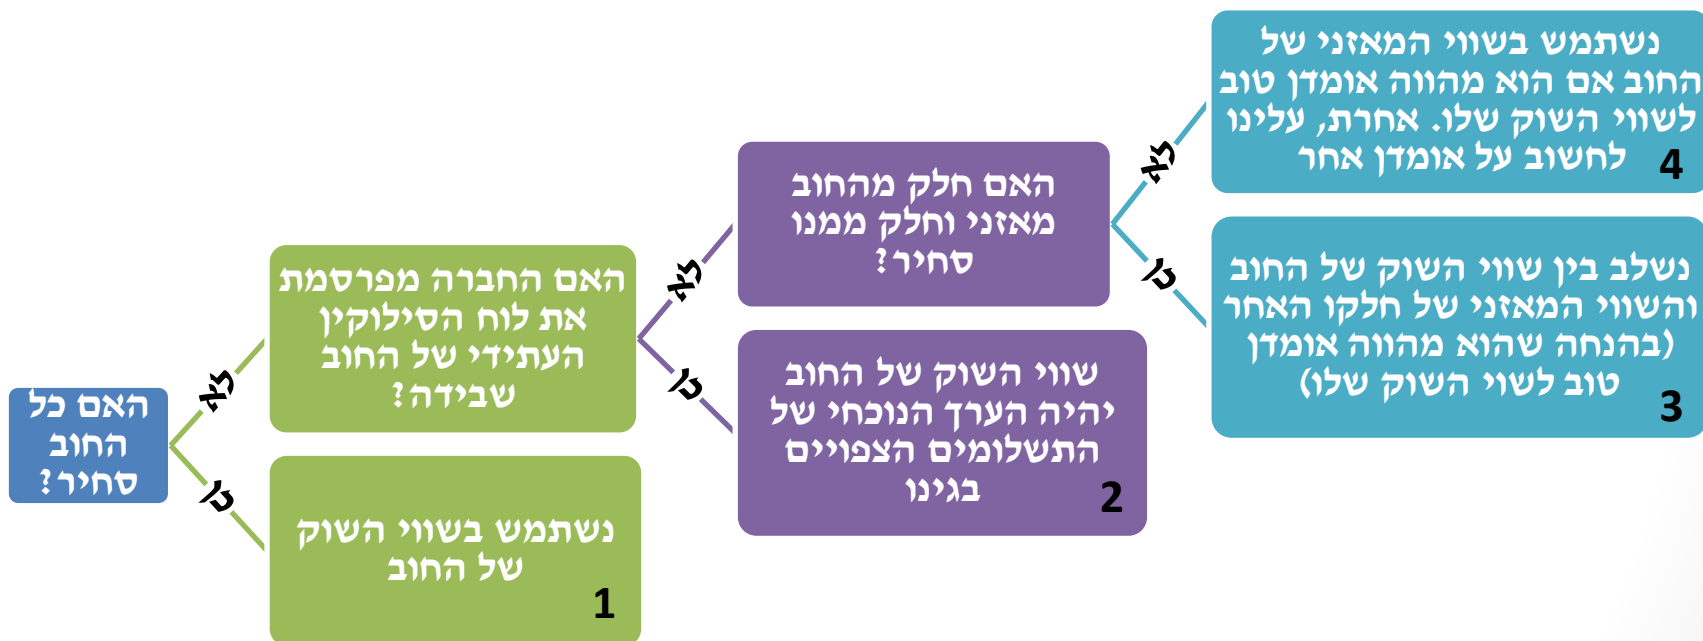 האם כל
החוב
סחיר?
לא
כן
האם החברה מפרסמת
את לוח הסילוקין
העתידי של החוב
שבידה?
נשתמש בשווי השוק
של החוב
1
לא
כן
האם חלק מהחוב
מאזני וחלק ממנו
סחיר?
שווי השוק של החוב
יהיה הערך הנוכחי של
התשלומים הצפויים
בגינו
2
לא
כן
נשתמש בשווי המאזני של
החוב אם הוא מהווה אומדן טוב
לשווי השוק שלו. אחרת, עלינו
לחשוב על אומדן אחר
4
נשלב בין שווי השוק של החוב
והשווי המאזני של חלקו האחר
(בהנחה שהוא מהווה אומדן
טוב לשוי השוק שלו)
3